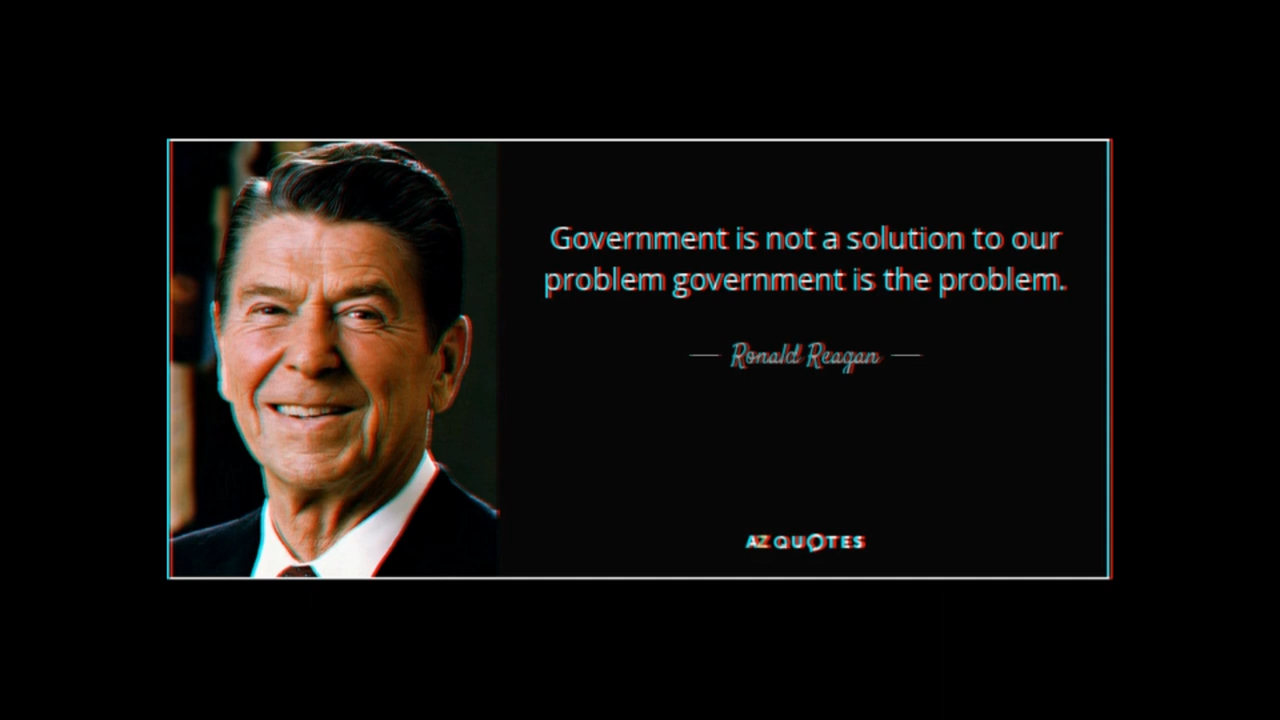 Government is not a solution to our
problem government is the problem.
— Ronald Reagan —
AZ QUOTES